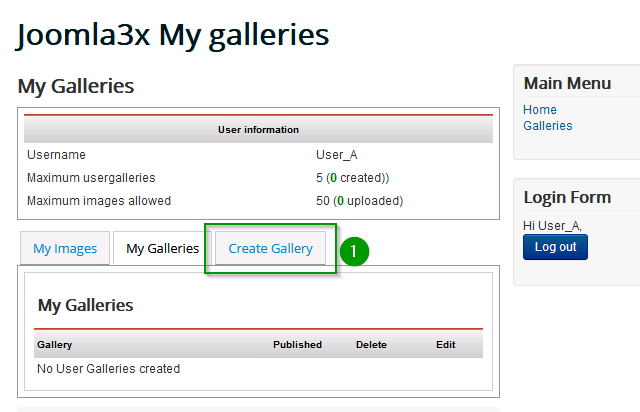 Joomla3x My galleries
My Galleries
User information
Username User_A
Maximum usergalleries 5 (0 created))
Maximum images allowed 50 (0 uploaded)
My Images My Galleries Create Gallery 1
My Galleries
Gallery Published Delete Edit
No User Galleries created
Main Menu
Home
Galleries
Login Form
Hi User_A,
Log out